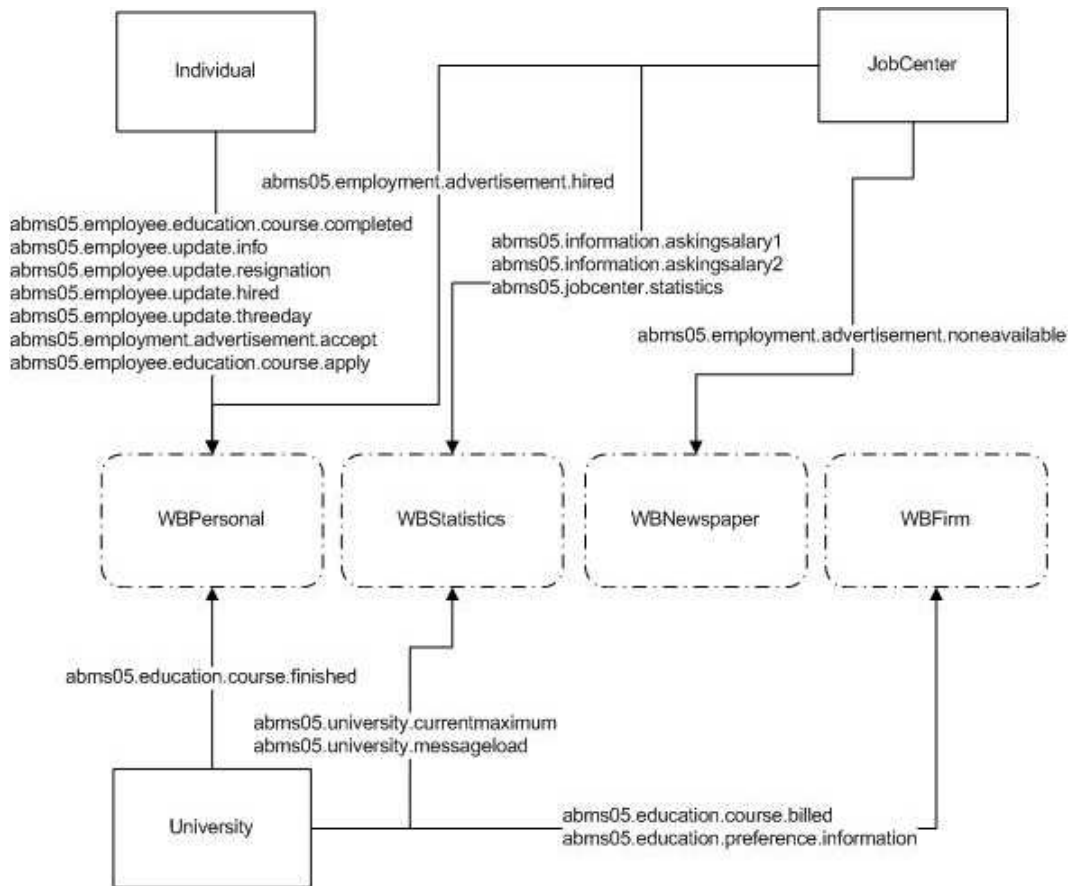 Individual
JobCenter
abms05.employment.advertisement.hired
abms05.employee.education.course.completed
abms05.employee.update.info
abms05.employee.update.resignation
abms05.employee.update.hired
abms05.employee.update.threeday
abms05.employment.advertisement.accept
abms05.employee.education.course.apply
abms05.information.askingsalary1
abms05.information.askingsalary2
abms05.jobcenter.statistics
abms05.employment.advertisement.noneavailable
WBPersonal
WBStatistics
WBNewspaper
WBFirm
abms05.education.course.finished
abms05.university.currentmaximum
abms05.university.messageload
University
abms05.education.course.billed
abms05.education.preference.information